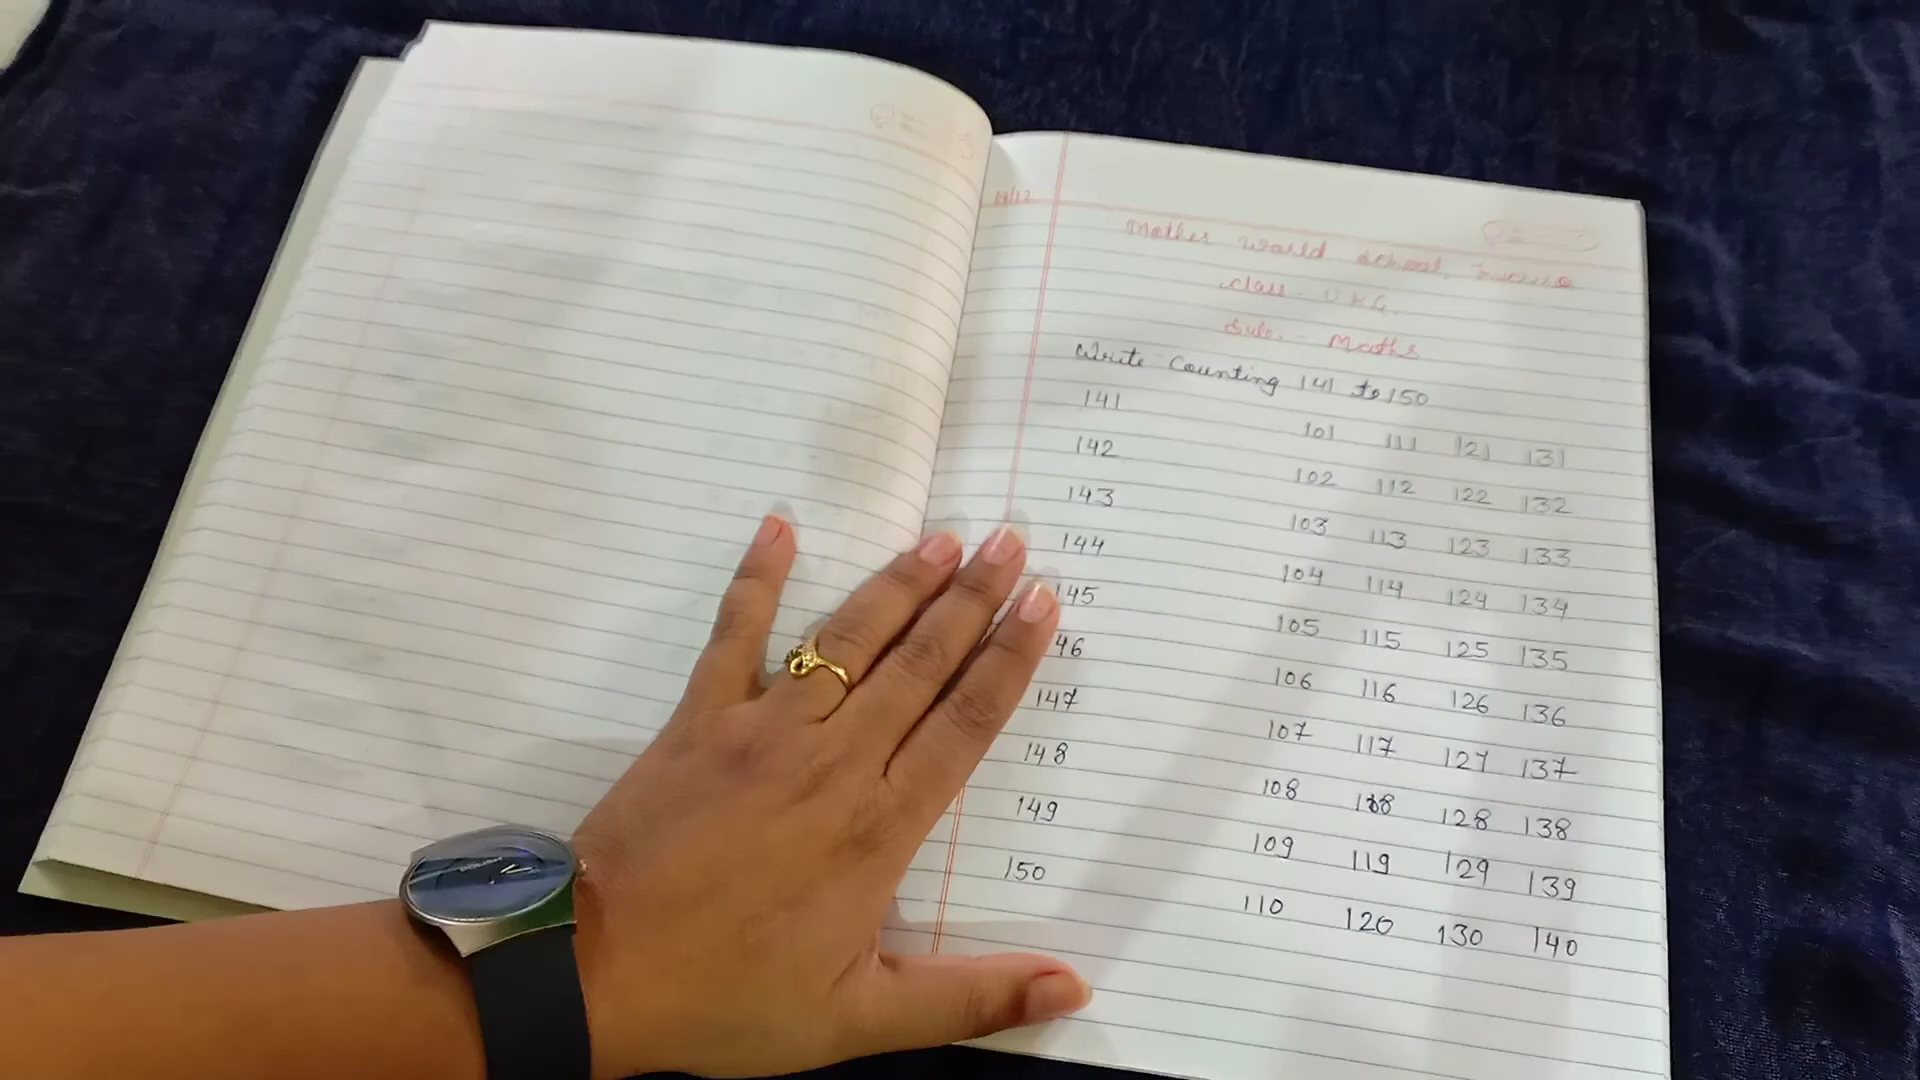 19/12
Mother world school,
class - UKG.
Sub. - Maths
Write Counting 141 to 150
141 101 111 121 131
142 102 112 122 132
143 103 113 123 133
144 104 114 124 134
145 105 115 125 135
46 106 116 126 136
147 107 117 127 137
148 108 118 128 138
149 109 119 129 139
150 110 120 130 140